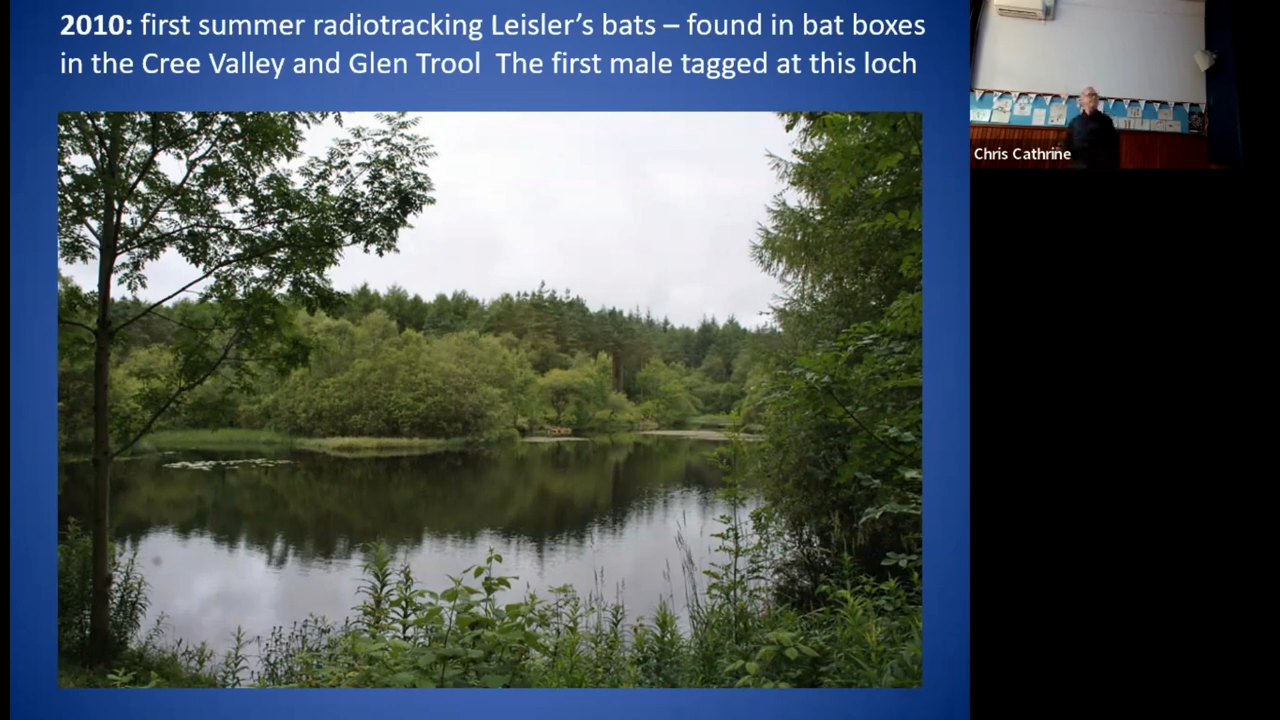 2010: first summer radiotracking Leisler’s bats – found in bat boxes
in the Cree Valley and Glen Trool  The first male tagged at this loch
Chris Cathrine